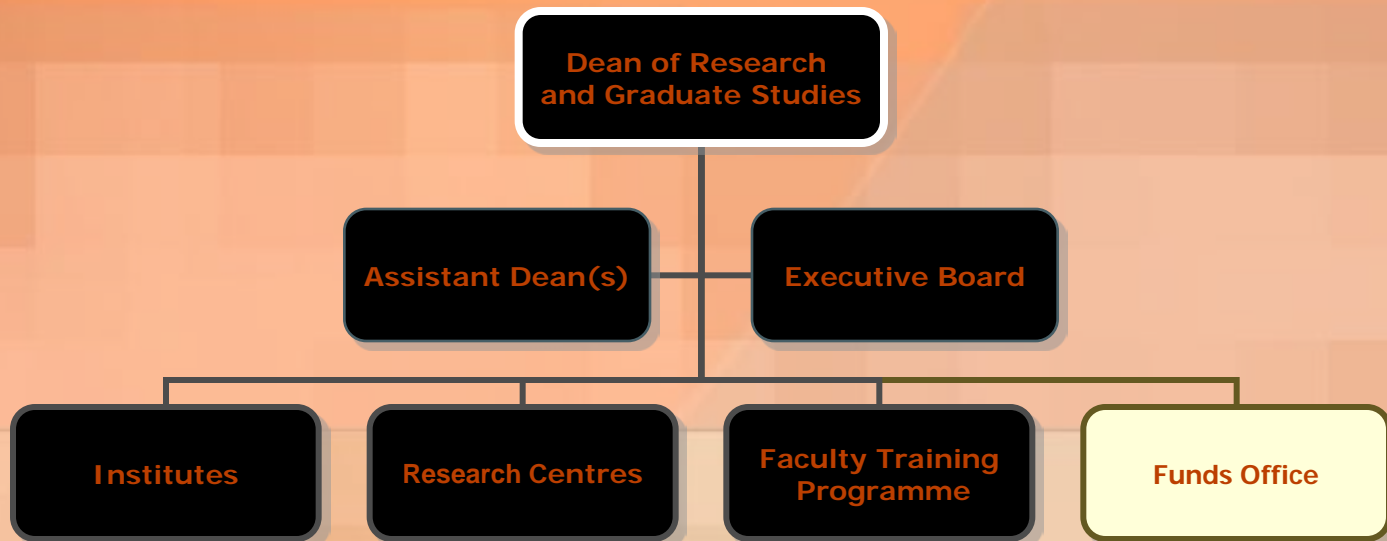 Dean of Research
and Graduate Studies
Assistant Dean(s)
Executive Board
Institutes
Research Centres
Faculty Training
Programme
Funds Office